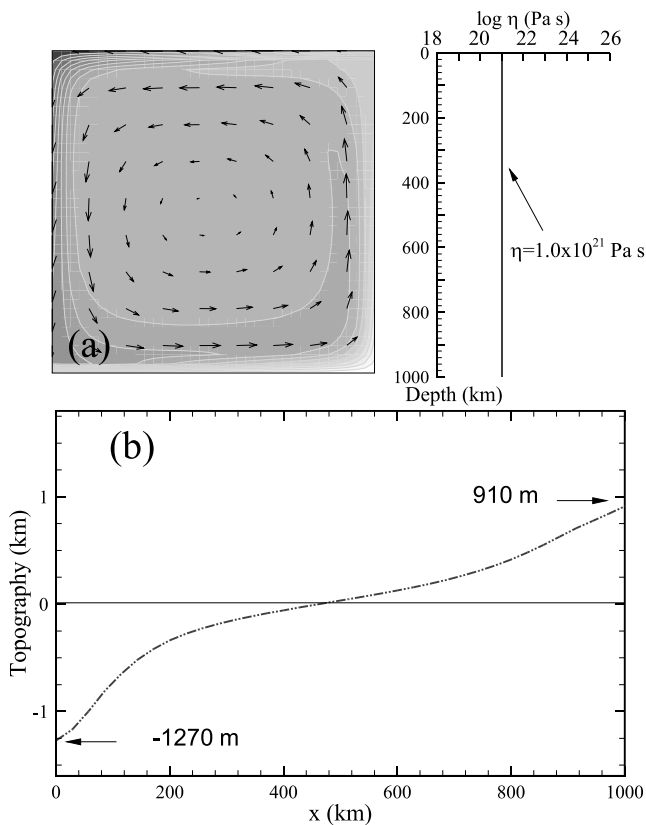 log η (Pa s)
18 20 22 24 26
0
200
400
600
800
1000
η=1.0x10²¹ Pa s
Depth (km)
(a)
(b)
910 m
1
0
-1
Topography (km)
-1270 m
0 200 400 600 800 1000
x (km)